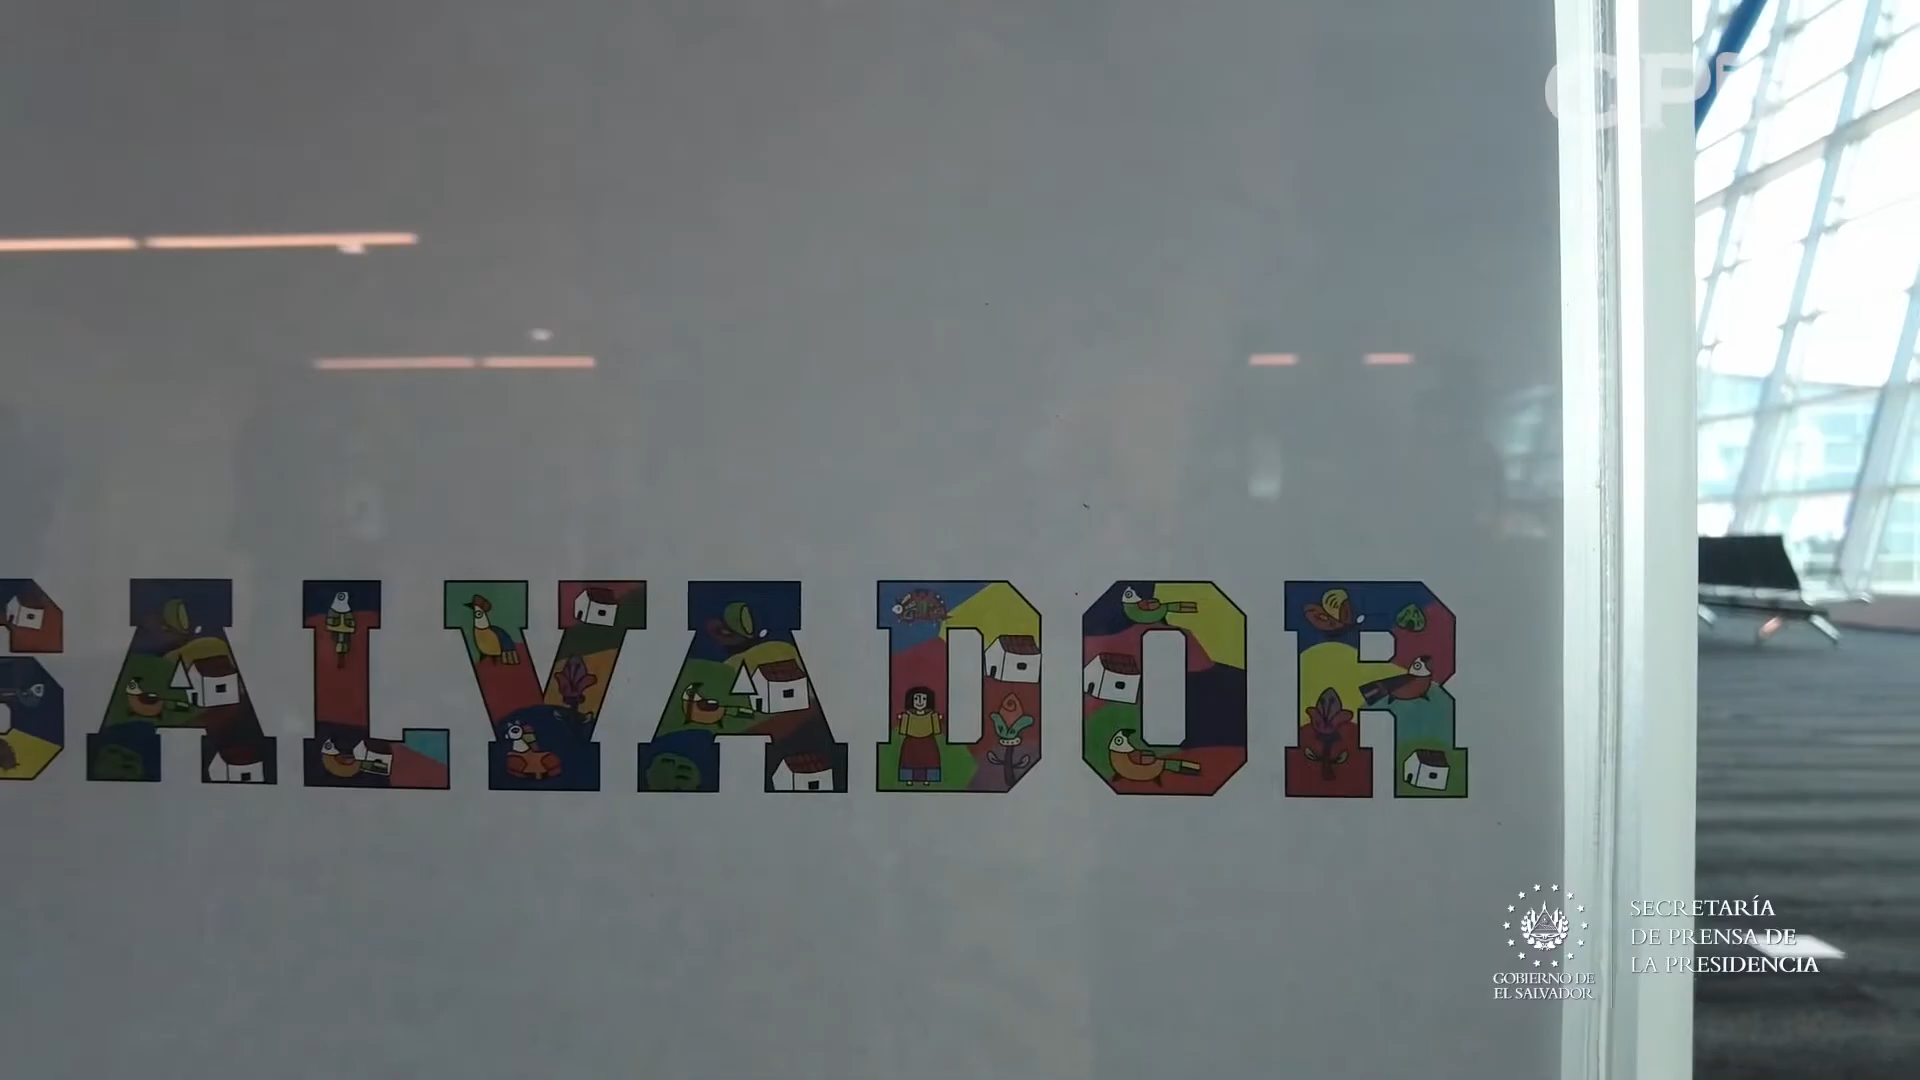 SALVADOR
GOBIERNO DE
EL SALVADOR
SECRETARÍA
DE PRENSA DE
LA PRESIDENCIA